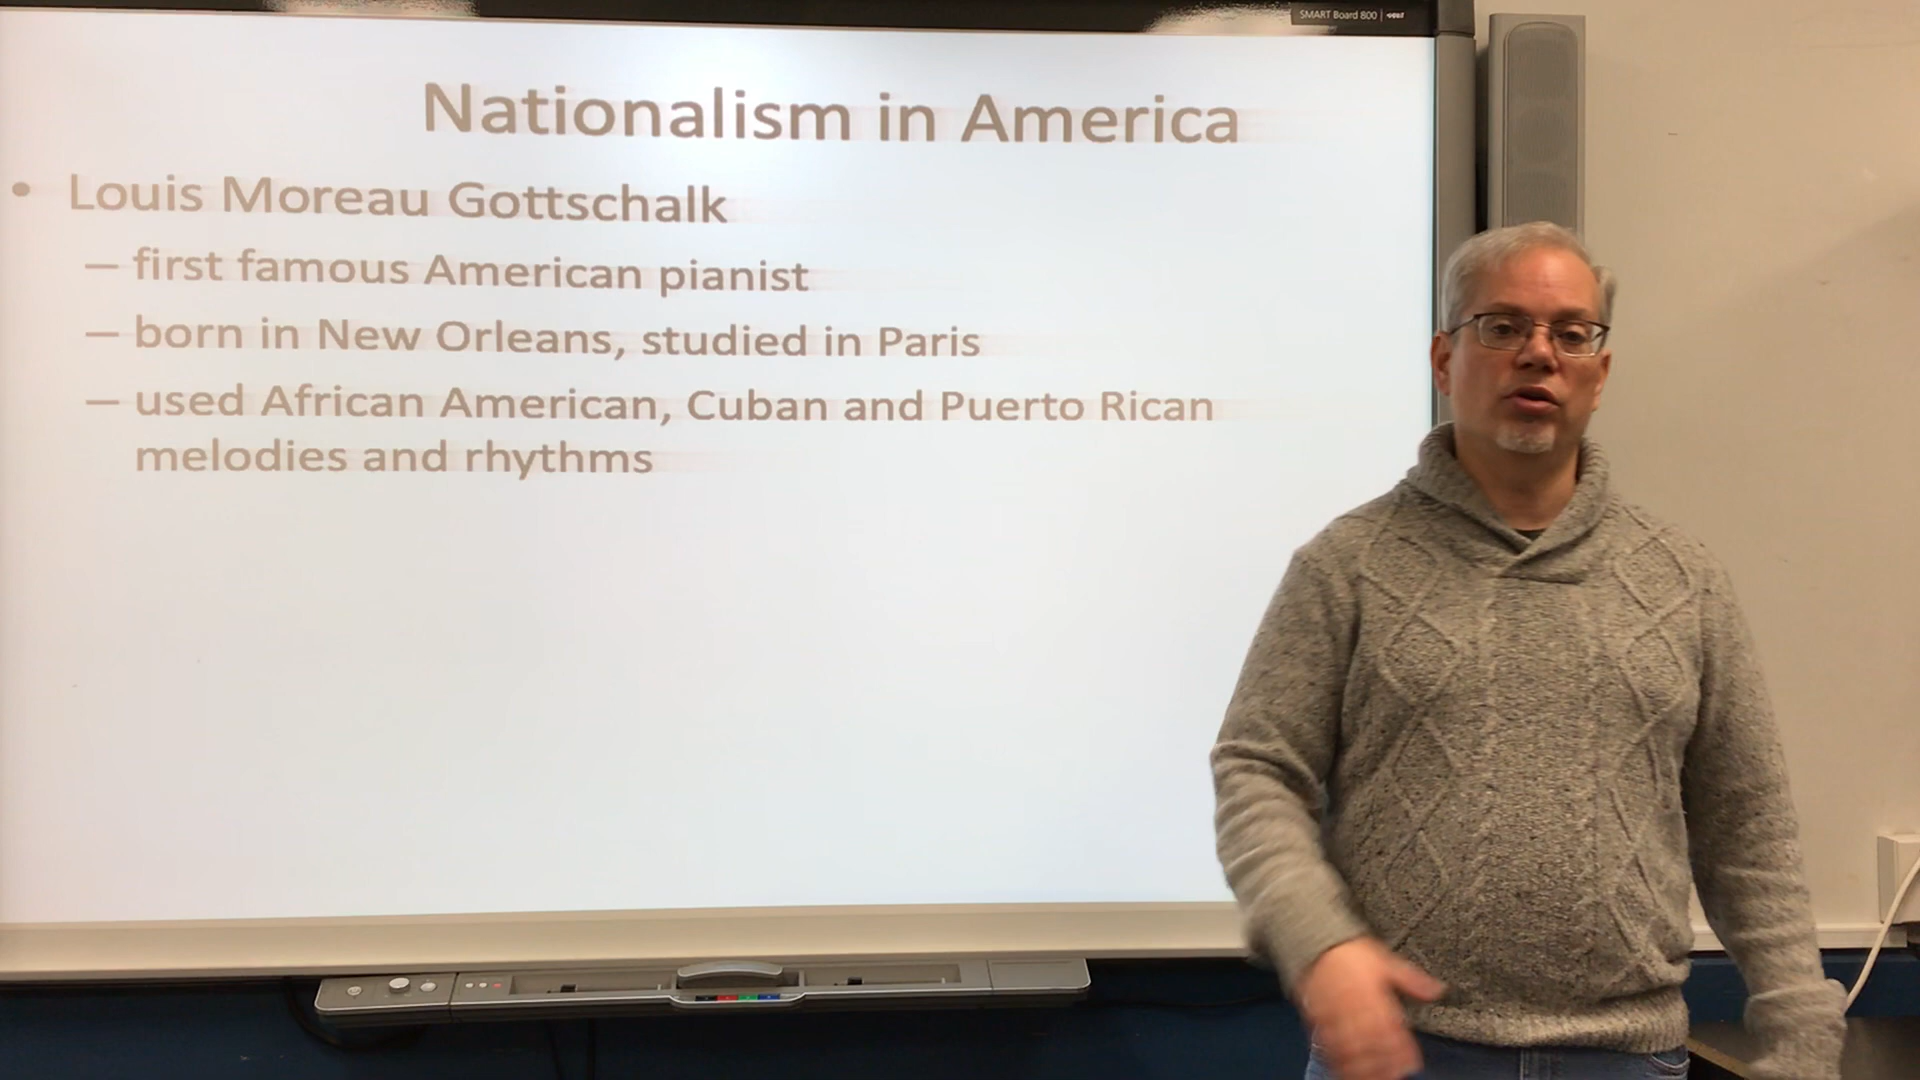 SMART Board 800
Nationalism in America
• Louis Moreau Gottschalk
– first famous American pianist
– born in New Orleans, studied in Paris
– used African American, Cuban and Puerto Rican
melodies and rhythms